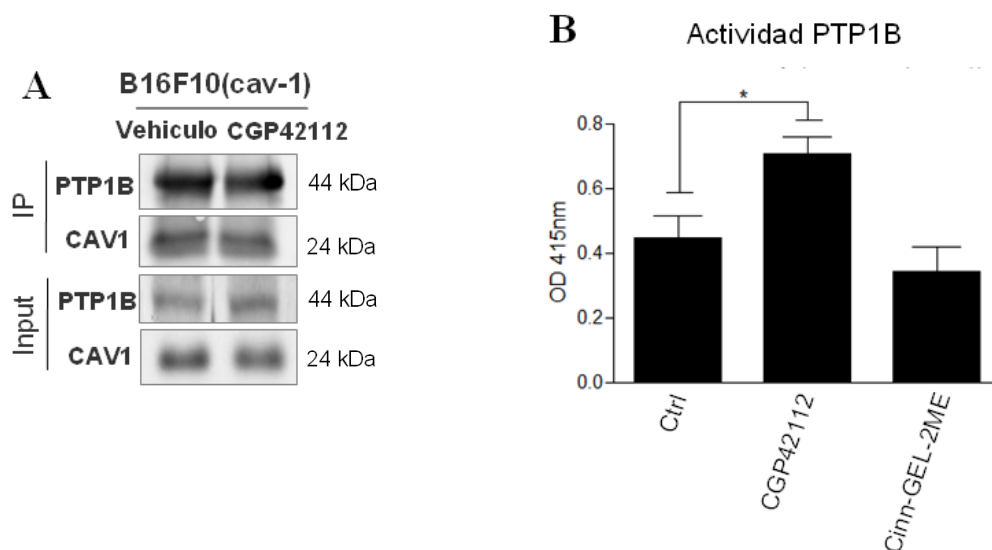 A
B16F10(cav-1)
Vehiculo CGP42112
IP
PTP1B
44 kDa
CAV1
24 kDa
Input
PTP1B
44 kDa
CAV1
24 kDa
B
Actividad PTP1B
*
OD 415nm
0.8
0.6
0.4
0.2
0.0
Ctrl
CGP42112
Cinn-GEL-2ME